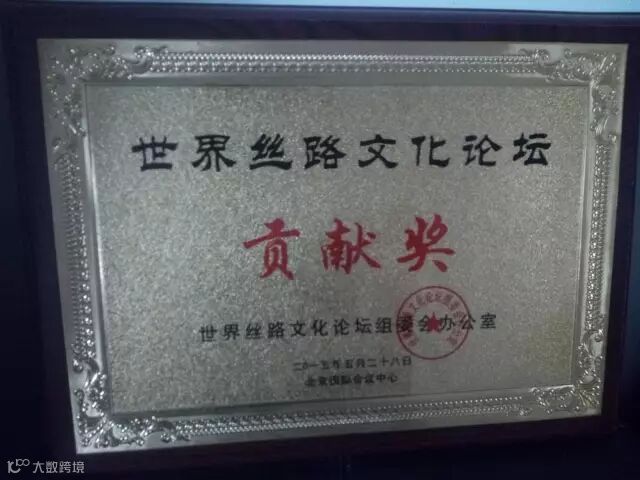 世界丝路文化论坛
贡献奖
世界丝路文化论坛组委会办公室
二〇一五年五月二十八日
北京国际会议中心
大数跨境